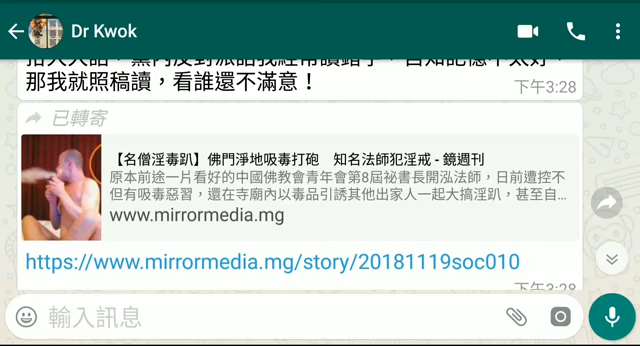 Dr Kwok
那我就照稿讀，看誰還不滿意！
下午3:28
已轉寄
【名僧淫毒趴】佛門淨地吸毒打砲　知名法師犯淫戒 - 鏡週刊
原本前途一片看好的中國佛教會青年會第8屆祕書長開泓法師，日前遭控不
但有吸毒惡習，還在寺廟內以毒品引誘其他出家人一起大搞淫趴，甚至自...
www.mirrormedia.mg
https://www.mirrormedia.mg/story/20181119soc010
下午3:28
輸入訊息